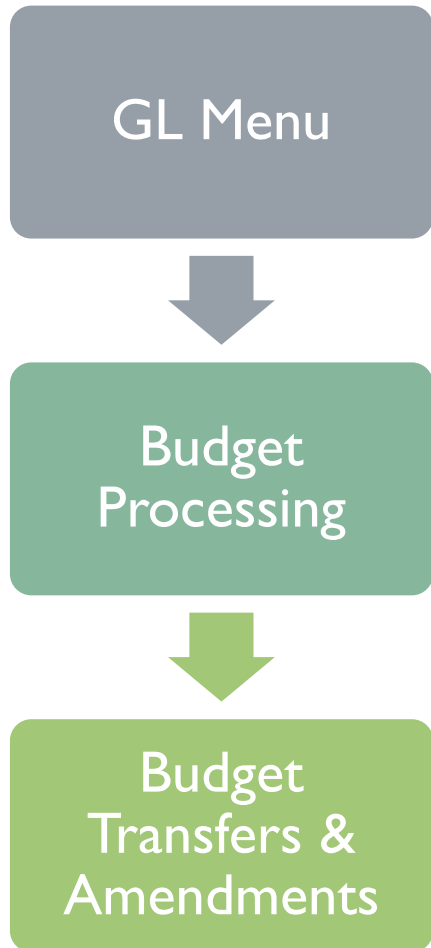 GL Menu
Budget
Processing
Budget
Transfers &
Amendments